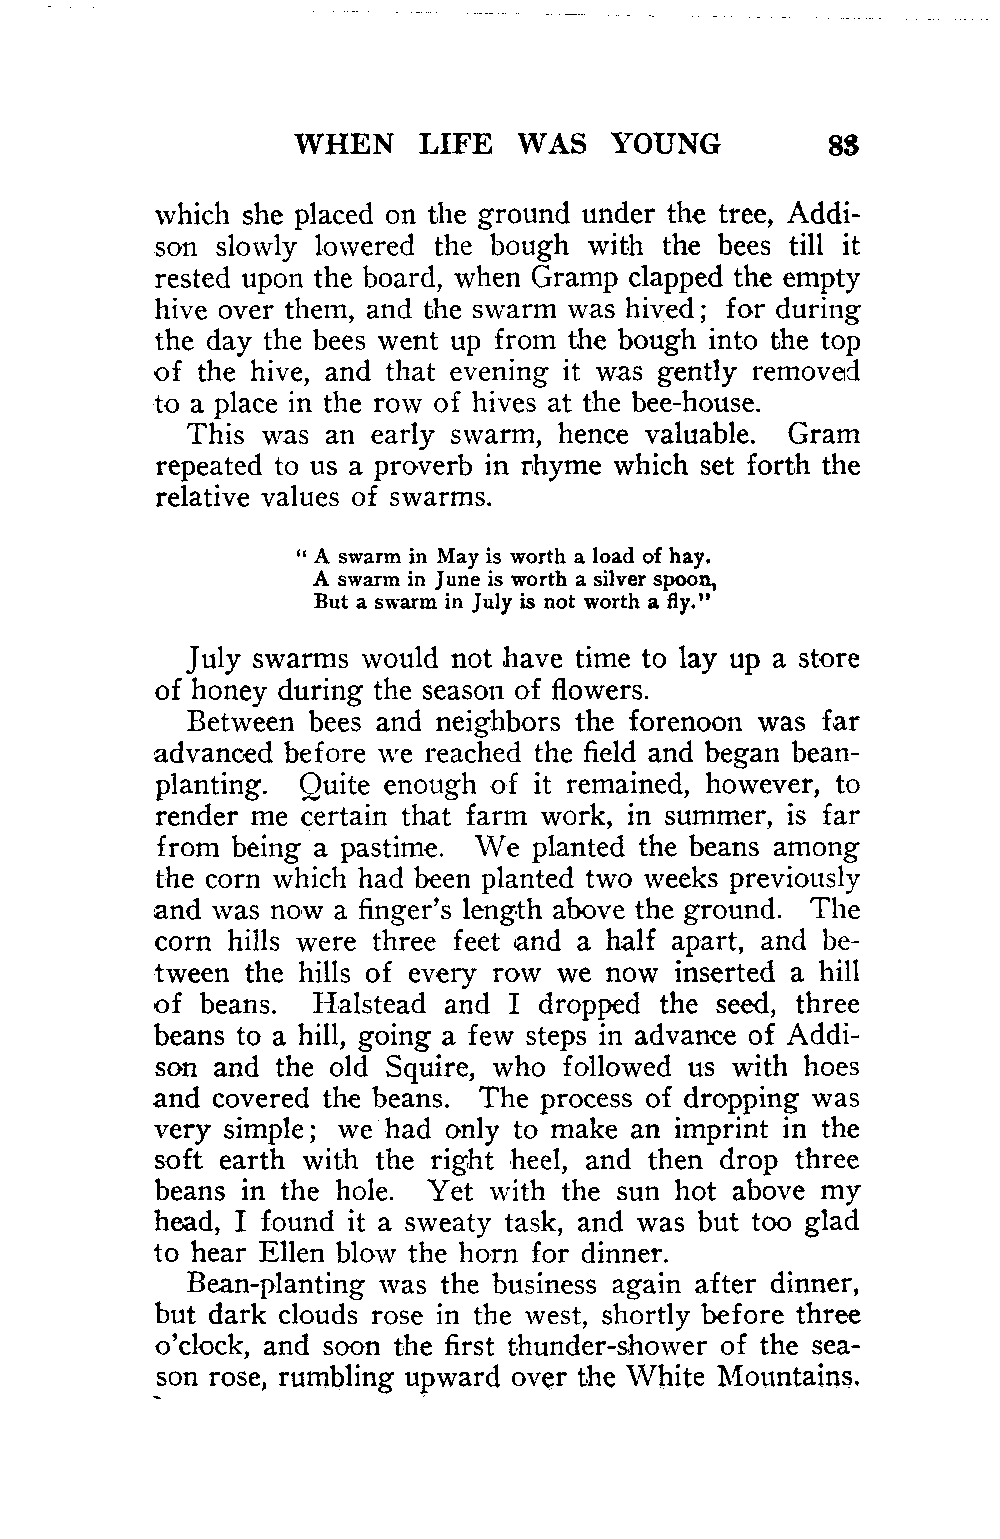 WHEN LIFE WAS YOUNG 83
which she placed on the ground under the tree, Addi-
son slowly lowered the bough with the bees till it
rested upon the board, when Gramp clapped the empty
hive over them, and the swarm was hived; for during
the day the bees went up from the bough into the top
of the hive, and that evening it was gently removed
to a place in the row of hives at the bee-house.
This was an early swarm, hence valuable. Gram
repeated to us a proverb in rhyme which set forth the
relative values of swarms.
" A swarm in May is worth a load of hay.
A swarm in June is worth a silver spoon,
But a swarm in July is not worth a fly."
July swarms would not have time to lay up a store
of honey during the season of flowers.
Between bees and neighbors the forenoon was far
advanced before we reached the field and began bean-
planting. Quite enough of it remained, however, to
render me certain that farm work, in summer, is far
from being a pastime. We planted the beans among
the corn which had been planted two weeks previously
and was now a finger's length above the ground. The
corn hills were three feet and a half apart, and be-
tween the hills of every row we now inserted a hill
of beans. Halstead and I dropped the seed, three
beans to a hill, going a few steps in advance of Addi-
son and the old Squire, who followed us with hoes
and covered the beans. The process of dropping was
very simple; we had only to make an imprint in the
soft earth with the right heel, and then drop three
beans in the hole. Yet with the sun hot above my
head, I found it a sweaty task, and was but too glad
to hear Ellen blow the horn for dinner.
Bean-planting was the business again after dinner,
but dark clouds rose in the west, shortly before three
o'clock, and soon the first thunder-shower of the sea-
son rose, rumbling upward over the White Mountains.